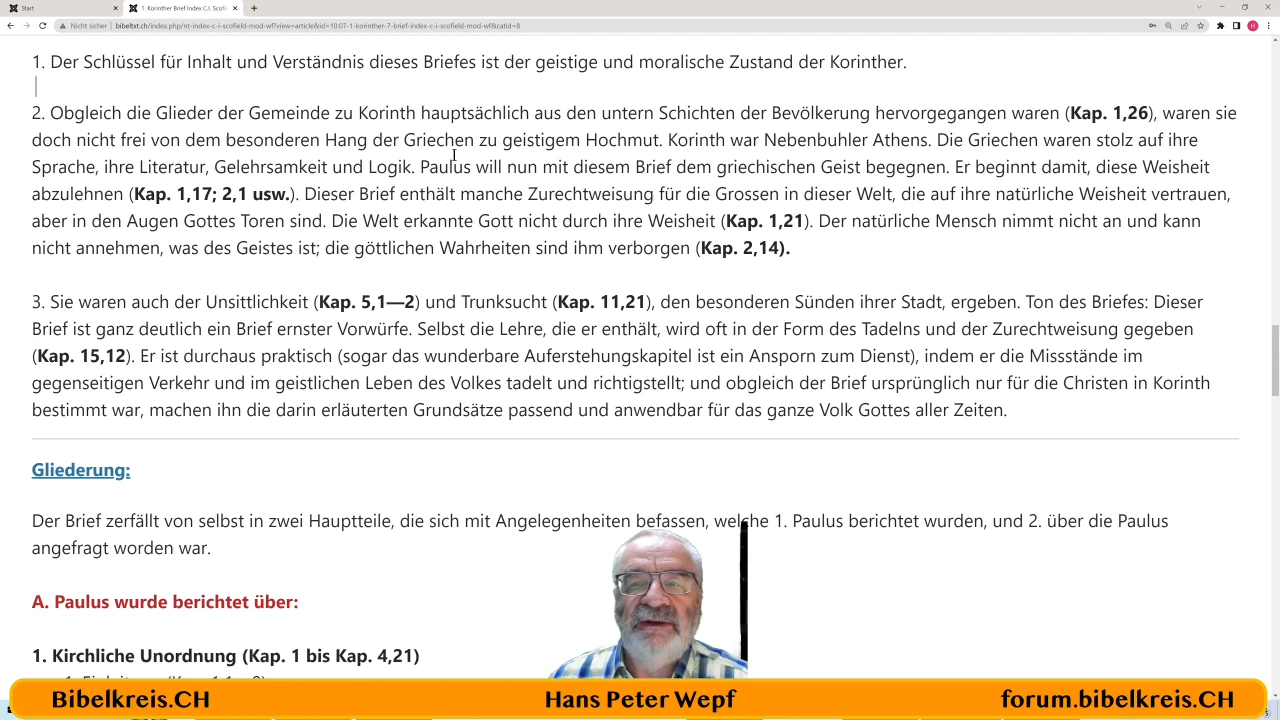 Start
1. Korinther Brief Index C.I. Scofi
Nicht sicher | bibeltxt.ch/index.php/nt-index-c-i-scofield-mod-wf?view=article&id=1007:1-korinther-7-brief-index-c-i-scofield-mod-wf&catid=8
1. Der Schlüssel für Inhalt und Verständnis dieses Briefes ist der geistige und moralische Zustand der Korinther.
2. Obgleich die Glieder der Gemeinde zu Korinth hauptsächlich aus den untern Schichten der Bevölkerung hervorgegangen waren (Kap. 1,26), waren sie
doch nicht frei von dem besonderen Hang der Griechen zu geistigem Hochmut. Korinth war Nebenbuhler Athens. Die Griechen waren stolz auf ihre
Sprache, ihre Literatur, Gelehrsamkeit und Logik. Paulus will nun mit diesem Brief dem griechischen Geist begegnen. Er beginnt damit, diese Weisheit
abzulehnen (Kap. 1,17; 2,1 usw.). Dieser Brief enthält manche Zurechtweisung für die Grossen in dieser Welt, die auf ihre natürliche Weisheit vertrauen,
aber in den Augen Gottes Toren sind. Die Welt erkannte Gott nicht durch ihre Weisheit (Kap. 1,21). Der natürliche Mensch nimmt nicht an und kann
nicht annehmen, was des Geistes ist; die göttlichen Wahrheiten sind ihm verborgen (Kap. 2,14).
3. Sie waren auch der Unsittlichkeit (Kap. 5,1—2) und Trunksucht (Kap. 11,21), den besonderen Sünden ihrer Stadt, ergeben. Ton des Briefes: Dieser
Brief ist ganz deutlich ein Brief ernster Vorwürfe. Selbst die Lehre, die er enthält, wird oft in der Form des Tadelns und der Zurechtweisung gegeben
(Kap. 15,12). Er ist durchaus praktisch (sogar das wunderbare Auferstehungskapitel ist ein Ansporn zum Dienst), indem er die Missstände im
gegenseitigen Verkehr und im geistlichen Leben des Volkes tadelt und richtigstellt; und obgleich der Brief ursprünglich nur für die Christen in Korinth
bestimmt war, machen ihn die darin erläuterten Grundsätze passend und anwendbar für das ganze Volk Gottes aller Zeiten.
Gliederung:
Der Brief zerfällt von selbst in zwei Hauptteile, die sich mit Angelegenheiten befassen, welche 1. Paulus berichtet wurden, und 2. über die Paulus
angefragt worden war.
A. Paulus wurde berichtet über:
1. Kirchliche Unordnung (Kap. 1 bis Kap. 4,21)
Bibelkreis.CH Hans Peter Wepf forum.bibelkreis.CH